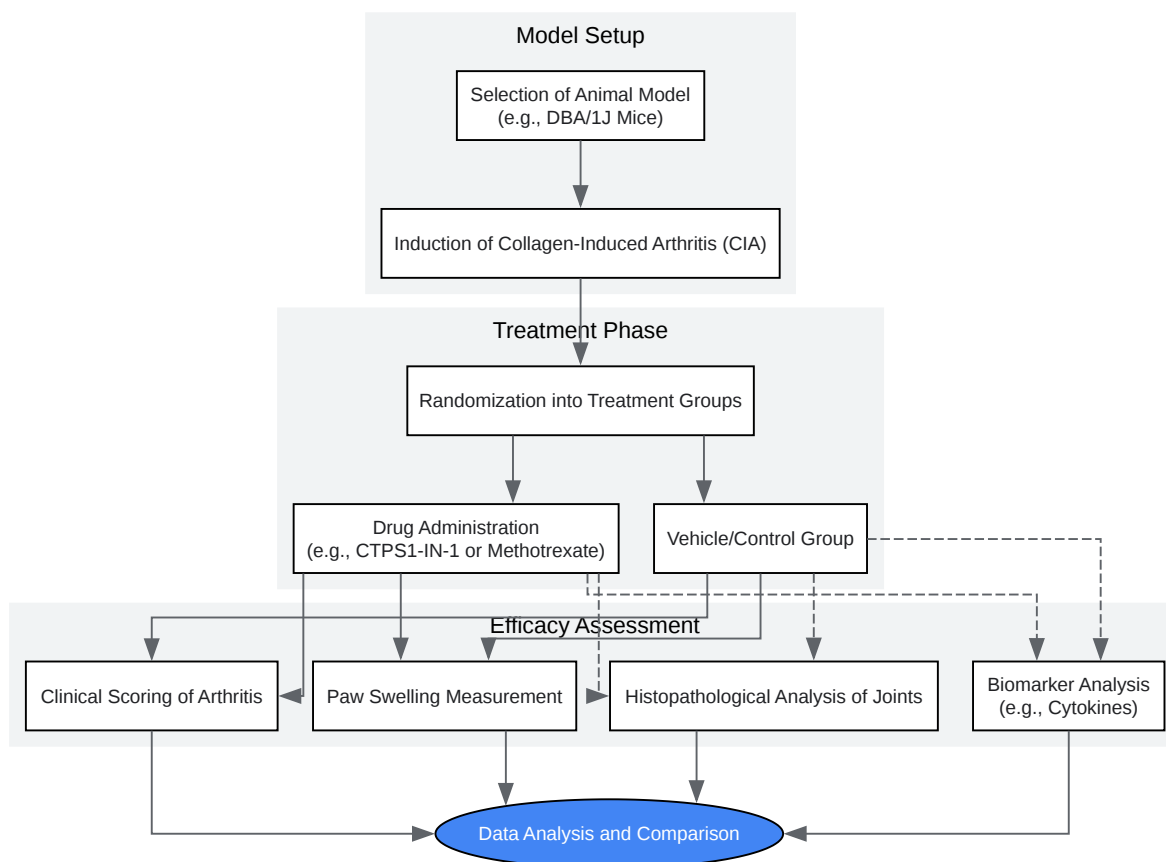 Model Setup
Selection of Animal Model
(e.g., DBA/1J Mice)
Induction of Collagen-Induced Arthritis (CIA)
Treatment Phase
Randomization into Treatment Groups
Drug Administration
(e.g., CTPS1-IN-1 or Methotrexate)
Vehicle/Control Group
Efficacy Assessment
Clinical Scoring of Arthritis
Paw Swelling Measurement
Histopathological Analysis of Joints
Biomarker Analysis
(e.g., Cytokines)
Data Analysis and Comparison